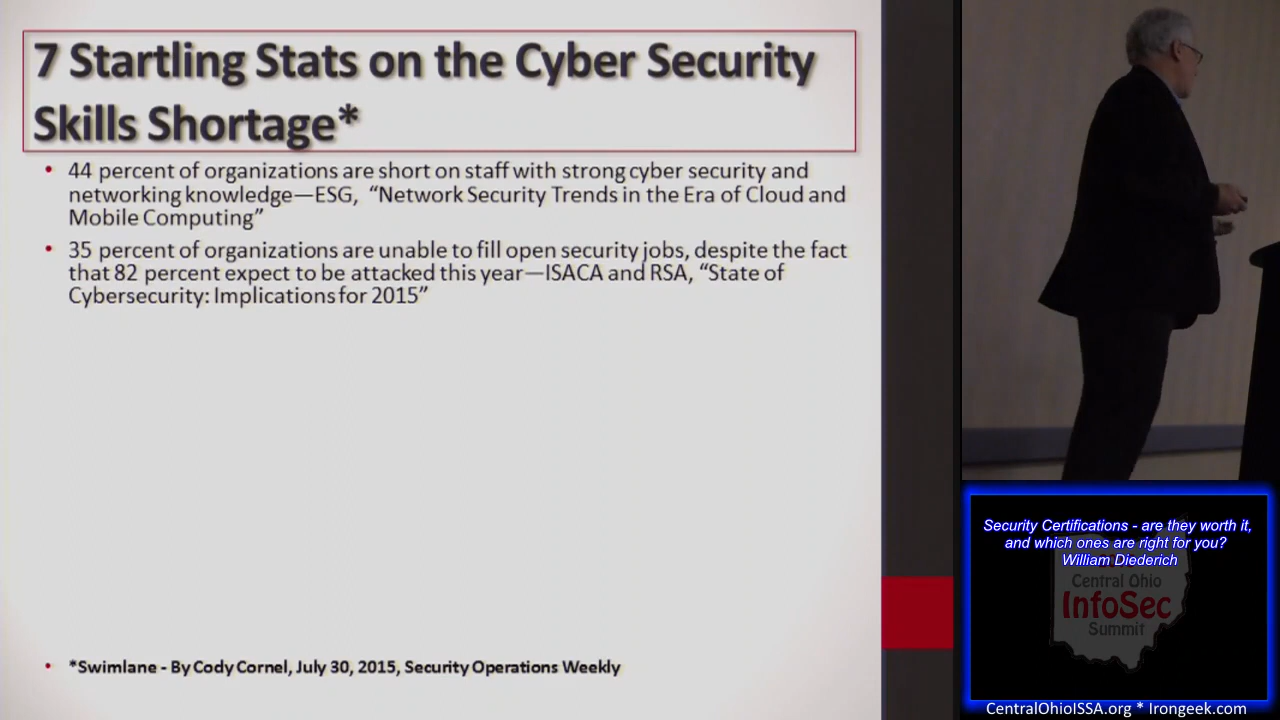 7 Startling Stats on the Cyber Security
Skills Shortage*
• 44 percent of organizations are short on staff with strong cyber security and
networking knowledge—ESG, “Network Security Trends in the Era of Cloud and
Mobile Computing”
• 35 percent of organizations are unable to fill open security jobs, despite the fact
that 82 percent expect to be attacked this year—ISACA and RSA, “State of
Cybersecurity: Implications for 2015”
• *Swimlane - By Cody Cornel, July 30, 2015, Security Operations Weekly
Security Certifications - are they worth it,
and which ones are right for you?
William Diederich
Central Ohio
InfoSec
Summit
CentralOhioISSA.org * Irongeek.com